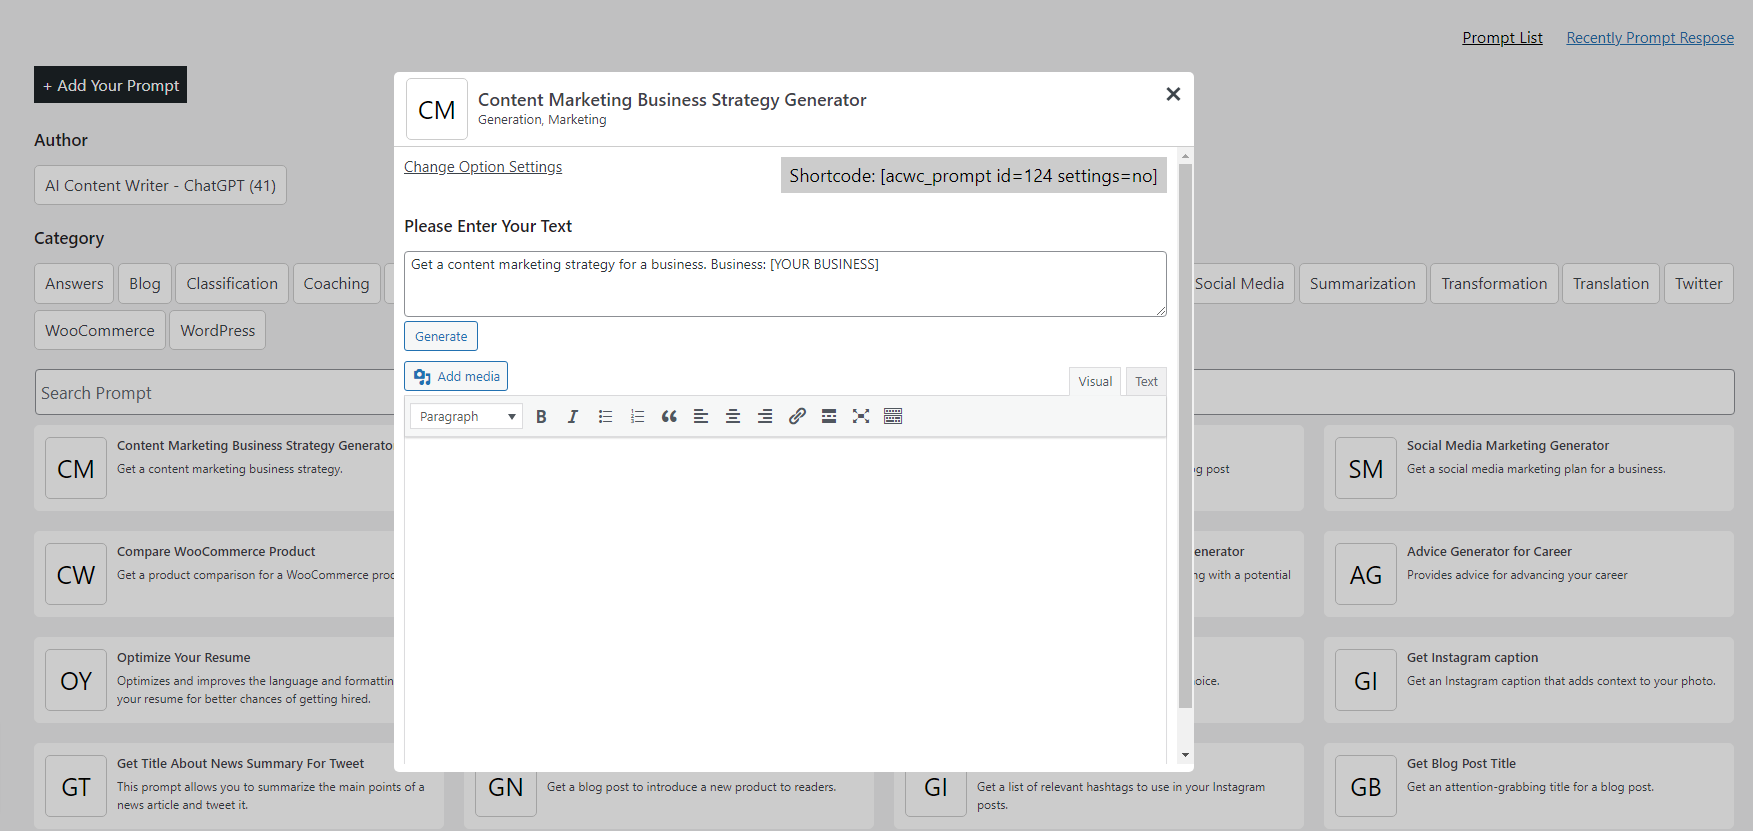 Prompt List Recently Prompt Respose
+ Add Your Prompt
Author
AI Content Writer - ChatGPT (41)
Category
Answers Blog Classification Coaching Social Media Summarization Transformation Translation Twitter
WooCommerce WordPress
Search Prompt
CM
Content Marketing Business Strategy Generator
Generation, Marketing
Change Option Settings
Shortcode: [acwc_prompt id=124 settings=no]
Please Enter Your Text
Get a content marketing strategy for a business. Business: [YOUR BUSINESS]
Generate
Add media
Visual Text
Paragraph
CM
Content Marketing Business Strategy Generato
Get a content marketing business strategy.
g post
SM
Social Media Marketing Generator
Get a social media marketing plan for a business.
CW
Compare WooCommerce Product
Get a product comparison for a WooCommerce proc
enerator
ng with a potential
AG
Advice Generator for Career
Provides advice for advancing your career
OY
Optimize Your Resume
Optimizes and improves the language and formattin
your resume for better chances of getting hired.
oice.
GI
Get Instagram caption
Get an Instagram caption that adds context to your photo.
GT
Get Title About News Summary For Tweet
This prompt allows you to summarize the main points of a
news article and tweet it.
GN
Get a blog post to introduce a new product to readers.
GI
Get a list of relevant hashtags to use in your Instagram
posts.
GB
Get Blog Post Title
Get an attention-grabbing title for a blog post.